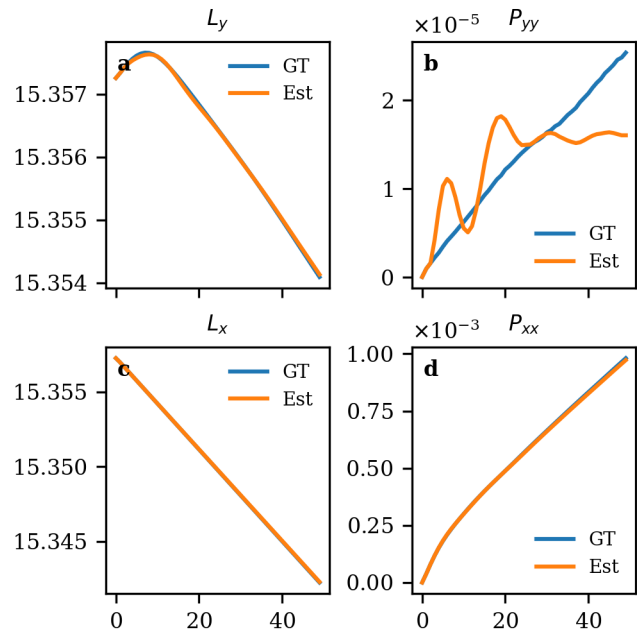 L_y
a
GT
Est
15.357
15.356
15.355
15.354
×10⁻⁵
P_yy
b
2
1
0
GT
Est
L_x
c
GT
Est
15.355
15.350
15.345
0 20 40
×10⁻³
P_xx
d
1.00
0.75
0.50
0.25
0.00
GT
Est
0 20 40